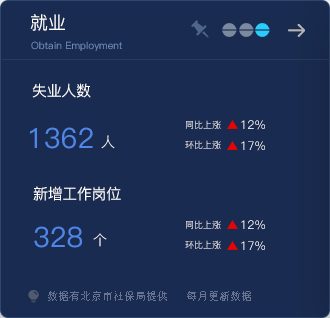 就业
Obtain Employment
失业人数
1362 人
同比上涨 ▲12%
环比上涨 ▲17%
新增工作岗位
328 个
同比上涨 ▲12%
环比上涨 ▲17%
数据有北京市社保局提供 每月更新数据